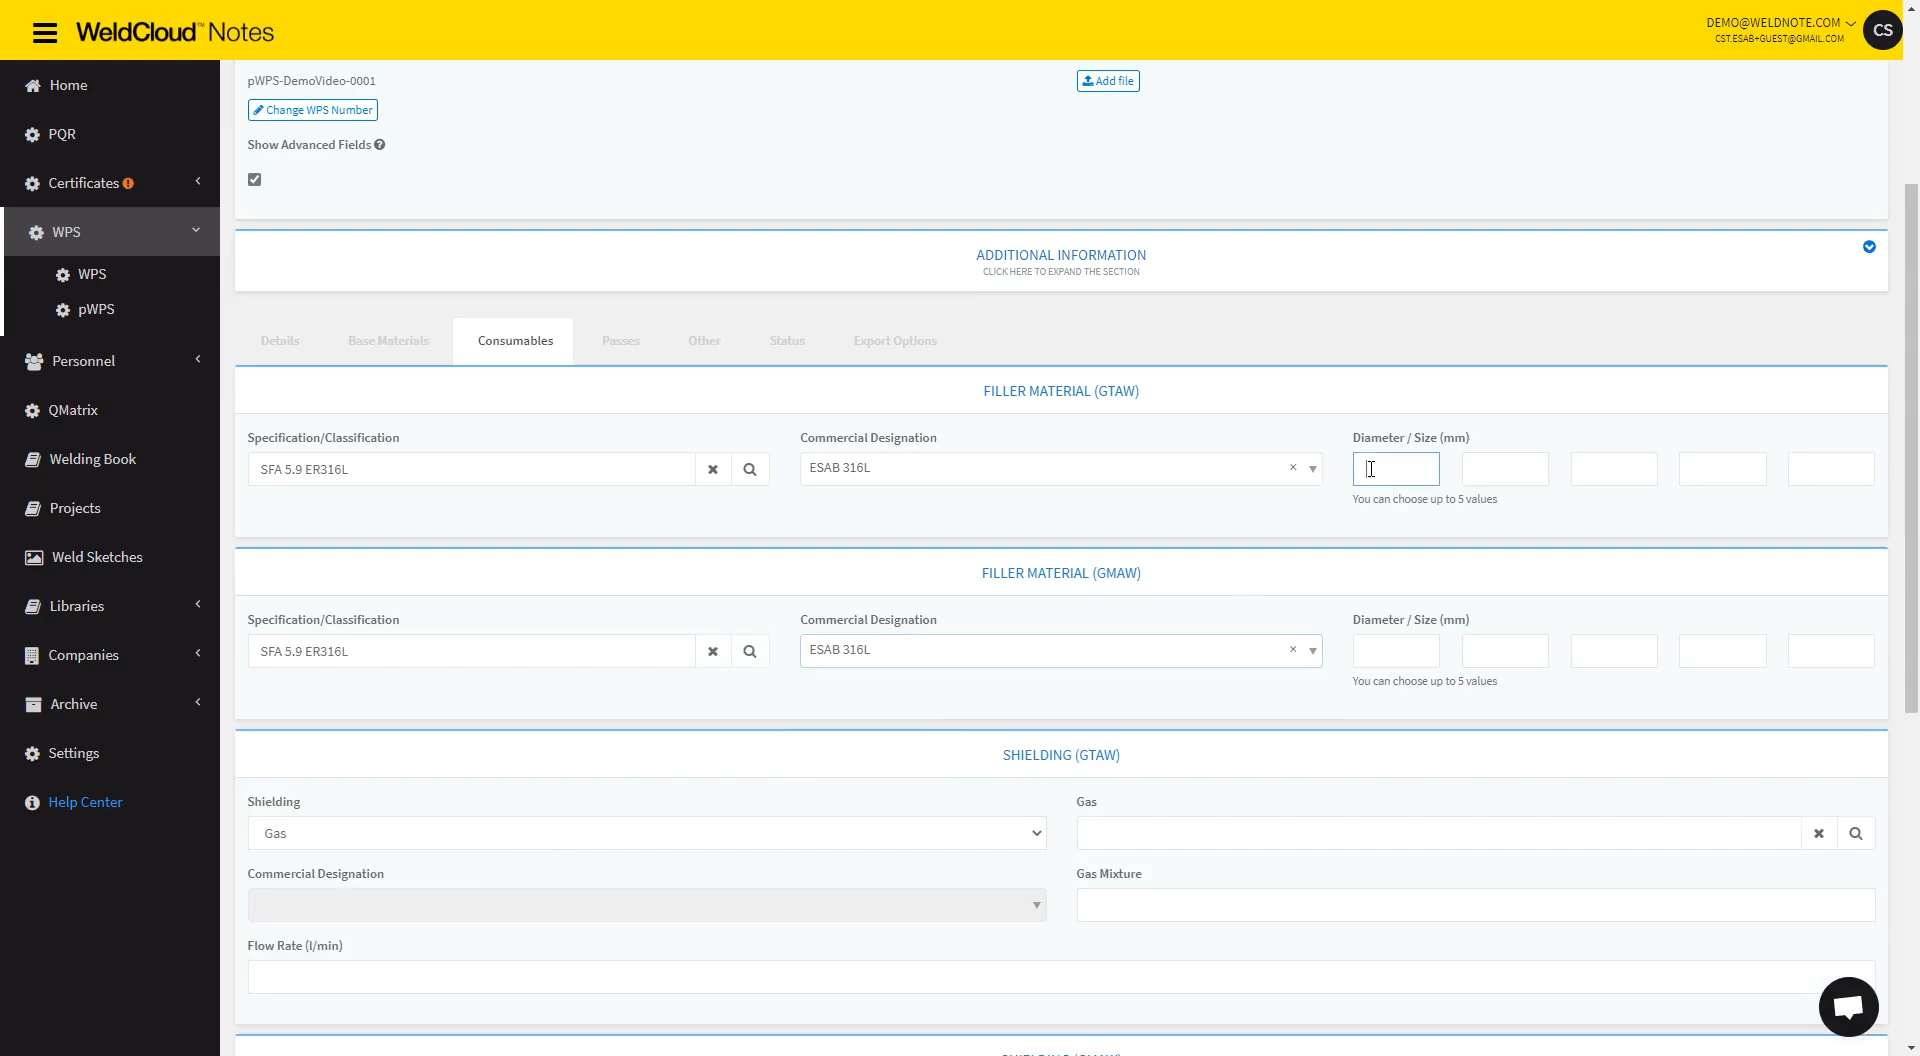 WeldCloud™ Notes
DEMO@WELDNOTE.COM
CST.ESAB+GUEST@GMAIL.COM
CS
Home
PQR
Certificates
WPS
WPS
pWPS
Personnel
QMatrix
Welding Book
Projects
Weld Sketches
Libraries
Companies
Archive
Settings
Help Center
pWPS-DemoVideo-0001
Add file
Change WPS Number
Show Advanced Fields
ADDITIONAL INFORMATION
CLICK HERE TO EXPAND THE SECTION
Details Base Materials Consumables Passes Other Status Export Options
FILLER MATERIAL (GTAW)
Specification/Classification Commercial Designation Diameter / Size (mm)
SFA 5.9 ER316L ESAB 316L
You can choose up to 5 values
FILLER MATERIAL (GMAW)
Specification/Classification Commercial Designation Diameter / Size (mm)
SFA 5.9 ER316L ESAB 316L
You can choose up to 5 values
SHIELDING (GTAW)
Shielding Gas
Gas
Commercial Designation Gas Mixture
Flow Rate (l/min)